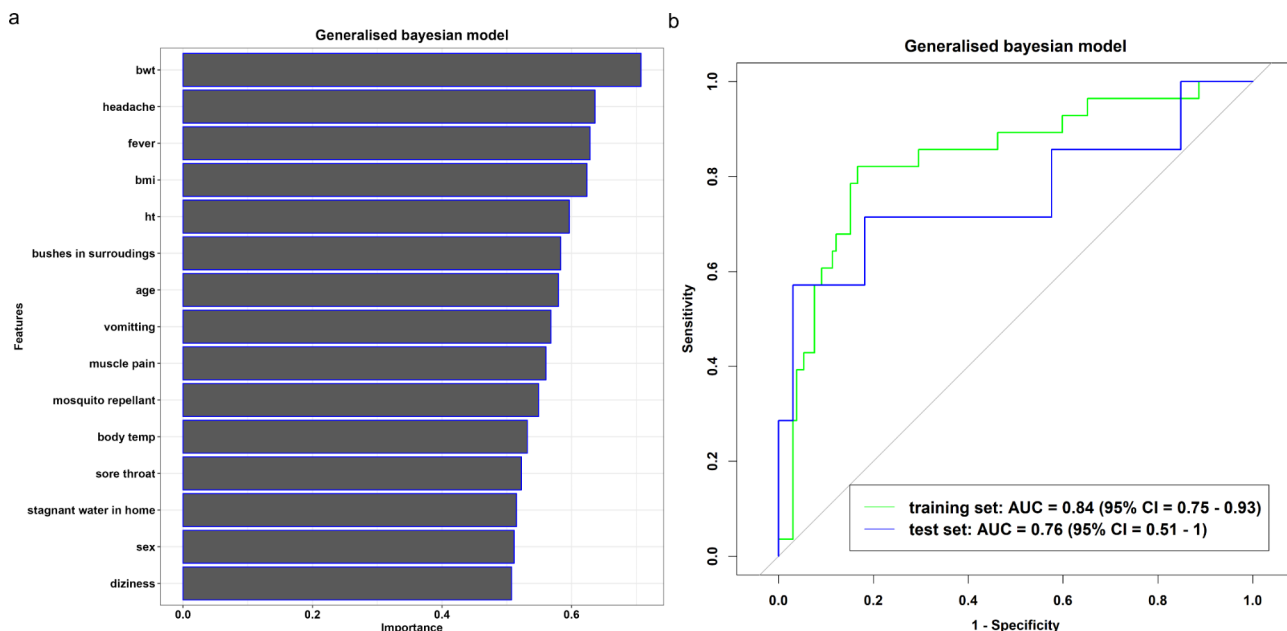 a
Generalised bayesian model
Features
bwt
headache
fever
bmi
ht
bushes in surroudings
age
vomitting
muscle pain
mosquito repellant
body temp
sore throat
stagnant water in home
sex
diziness
0.0 0.2 0.4 0.6
Importance
b
Generalised bayesian model
Sensitivity
1.0
0.8
0.6
0.4
0.2
0.0
training set: AUC = 0.84 (95% CI = 0.75 - 0.93)
test set: AUC = 0.76 (95% CI = 0.51 - 1)
0.0 0.2 0.4 0.6 0.8 1.0
1 - Specificity